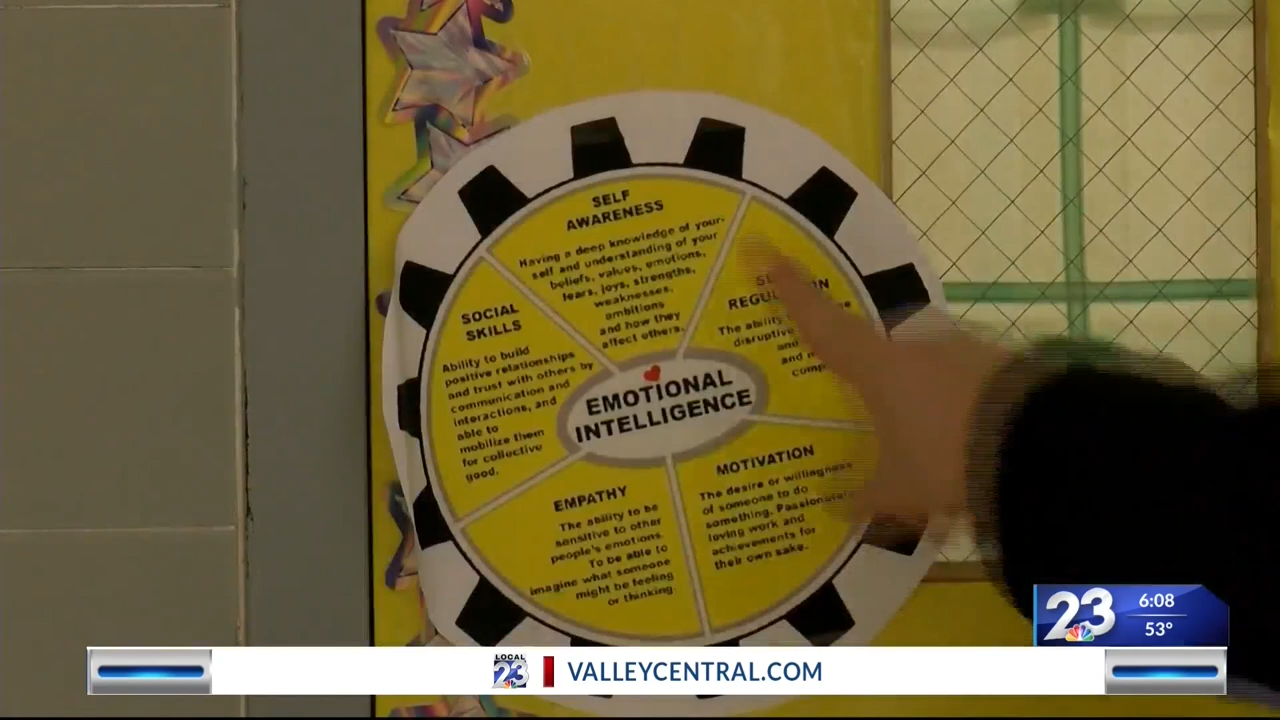 SELF
AWARENESS
Having a deep knowledge of your-
self and understanding of your
beliefs, values, emotions,
fears, joys, strengths,
weaknesses,
ambitions
and how they
affect others.
The ability
disruptive
and
and
SOCIAL
SKILLS
Ability to build
positive relationships
and trust with others by
communication and
interactions, and
able to
mobilize them
for collective
good.
EMOTIONAL
INTELLIGENCE
MOTIVATION
The desire or willingness
of someone to do
something. Passionately
loving work and
achievements for
their own sake.
EMPATHY
The ability to be
sensitive to other
people's emotions.
To be able to
imagine what someone
might be feeling
or thinking.
23
6:08
53°
LOCAL
23
VALLEYCENTRAL.COM